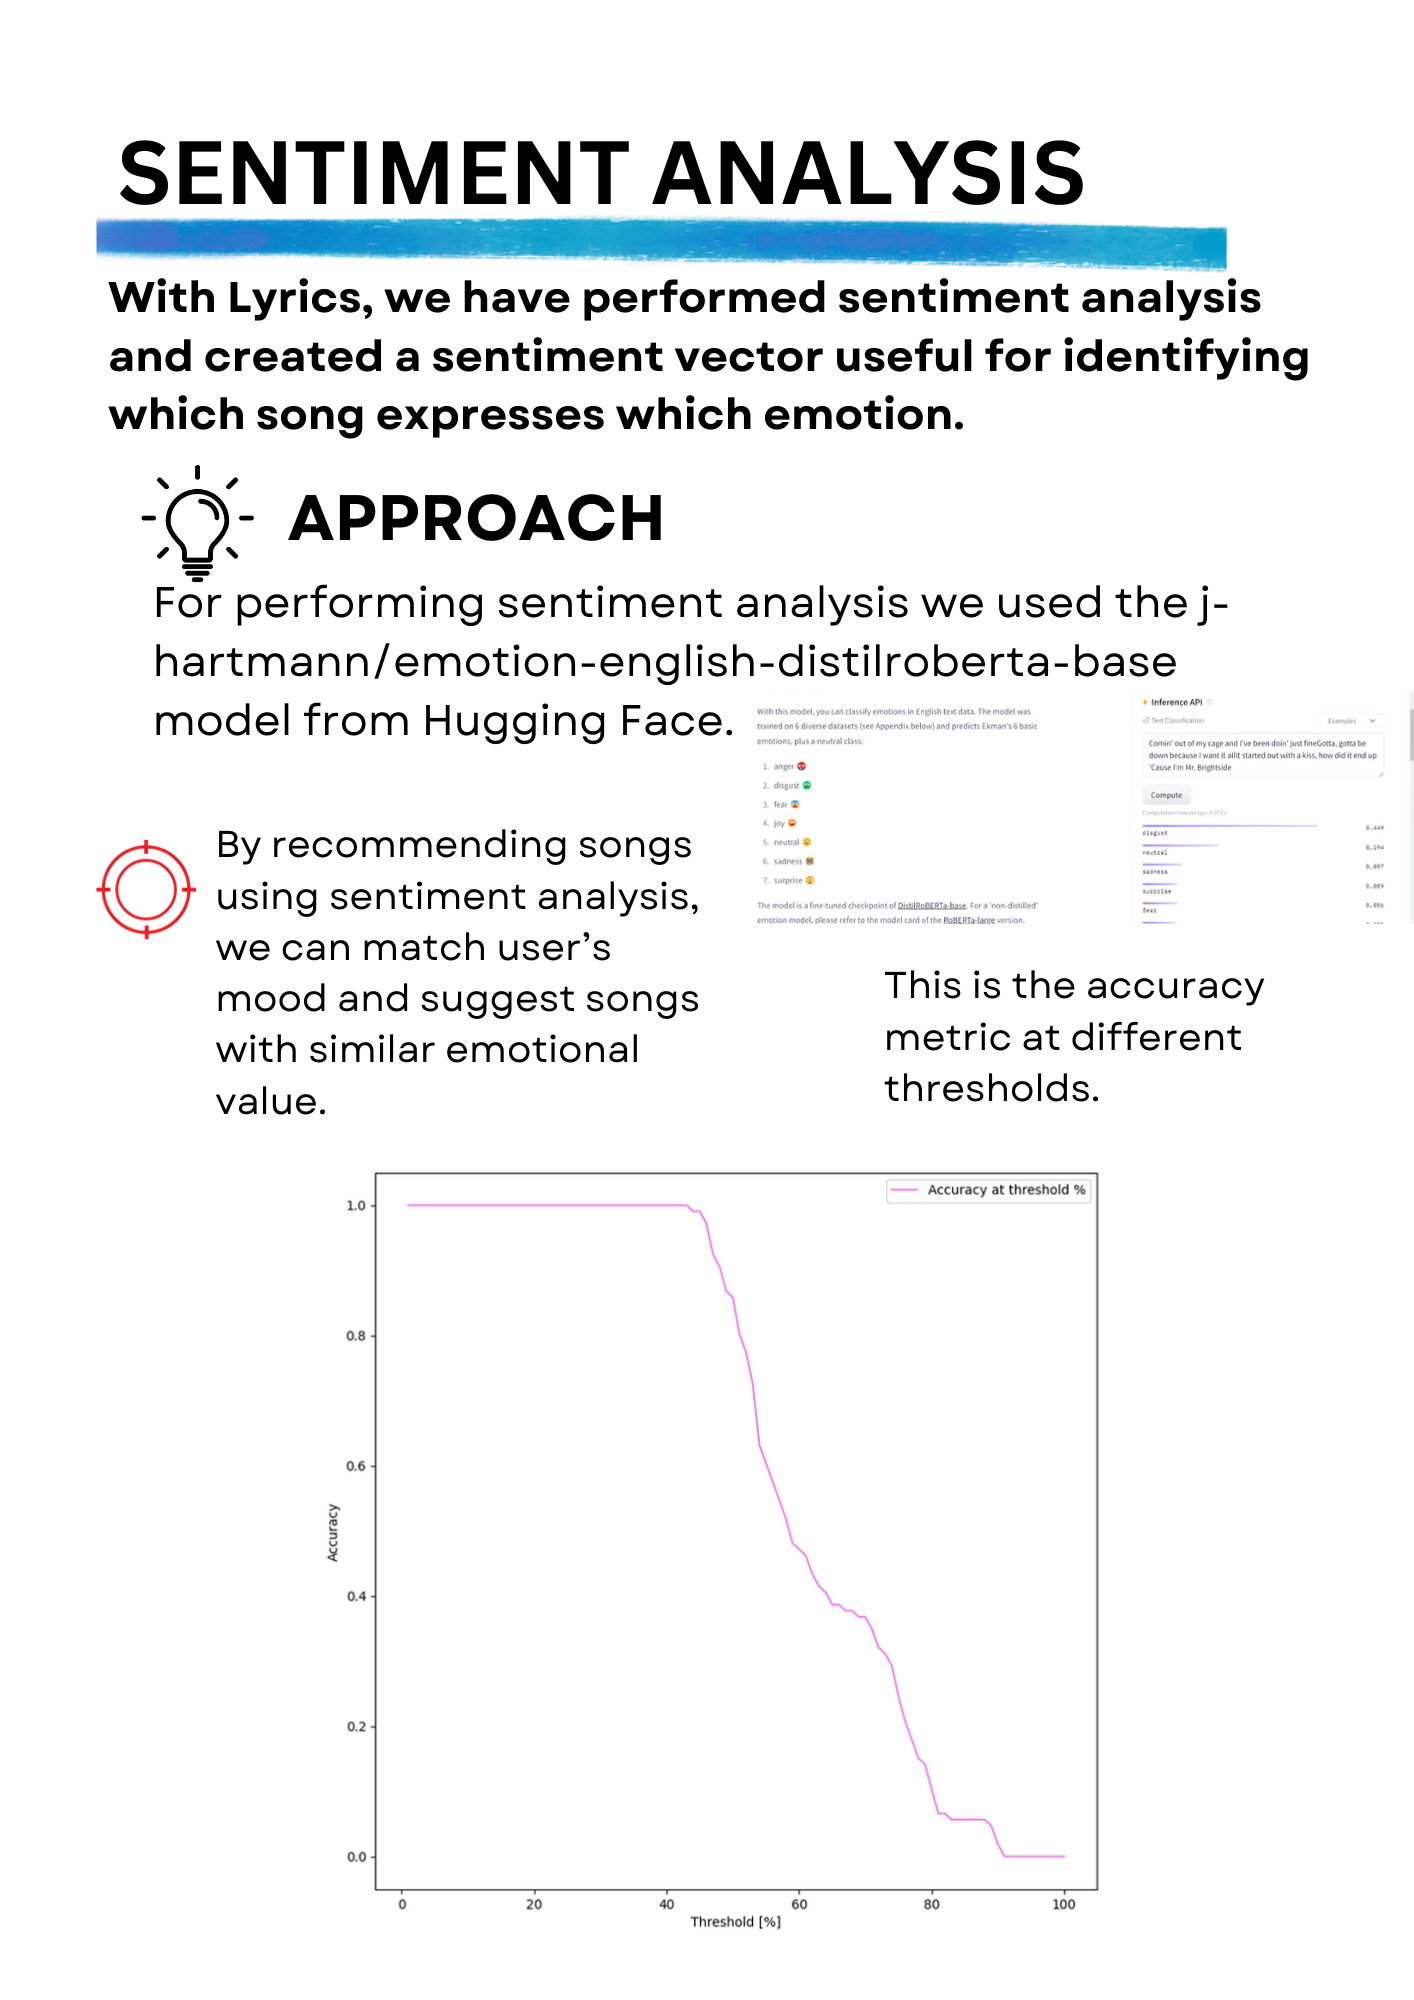 SENTIMENT ANALYSIS
With Lyrics, we have performed sentiment analysis
and created a sentiment vector useful for identifying
which song expresses which emotion.
APPROACH
For performing sentiment analysis we used the j-
hartmann/emotion-english-distilroberta-base
model from Hugging Face.
With this model, you can classify emotions in English text data. The model was
trained on 6 diverse datasets (see Appendix below) and predicts Ekman's 6 basic
emotions, plus a neutral class:
1. anger
2. disgust
3. fear
4. joy
5. neutral
6. sadness
7. surprise
The model is a fine-tuned checkpoint of DistilRoBERTa-base. For a 'non-distilled'
emotion model, please refer to the model card of the RoBERTa-large version.
Inference API
Text Classification
Examples
Comin' out of my cage and I've been doin' just fineGotta, gotta be
down because I want it allIt started out with a kiss, how did it end up
'Cause I'm Mr. Brightside
Compute
Computation time on cpu: 0.073 s
disgust 0.449
neutral 0.194
sadness 0.097
surprise 0.089
fear 0.086
By recommending songs
using sentiment analysis,
we can match user's
mood and suggest songs
with similar emotional
value.
This is the accuracy
metric at different
thresholds.
Accuracy at threshold %
1.0
0.8
0.6
0.4
0.2
0.0
Accuracy
0 20 40 60 80 100
Threshold [%]